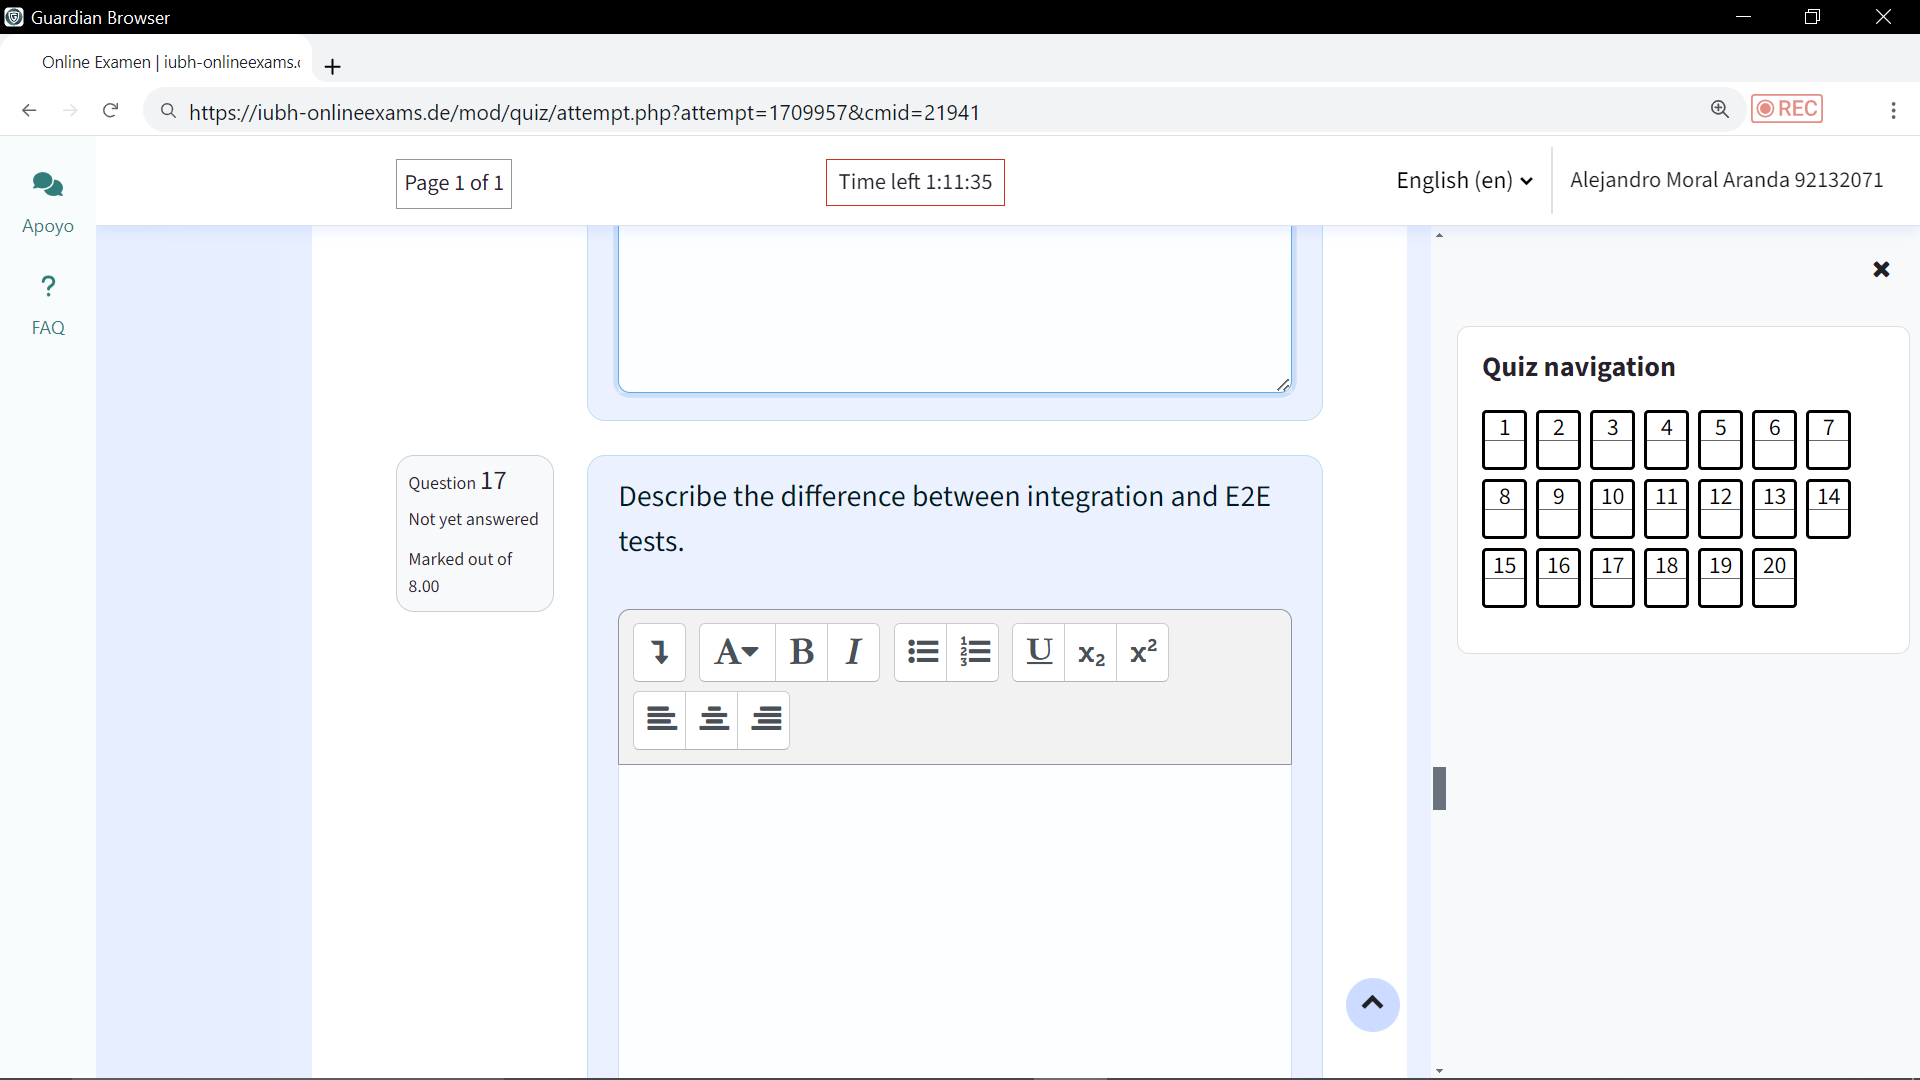 Guardian Browser
Online Examen | iubh-onlineexams.
https://iubh-onlineexams.de/mod/quiz/attempt.php?attempt=1709957&cmid=21941
REC
Apoyo
FAQ
Page 1 of 1
Time left 1:11:35
English (en)
Alejandro Moral Aranda 92132071
Question 17
Not yet answered
Marked out of
8.00
Describe the difference between integration and E2E
tests.
A B I
1
2
3
U x₂ x²
Quiz navigation
1 2 3 4 5 6 7
8 9 10 11 12 13 14
15 16 17 18 19 20